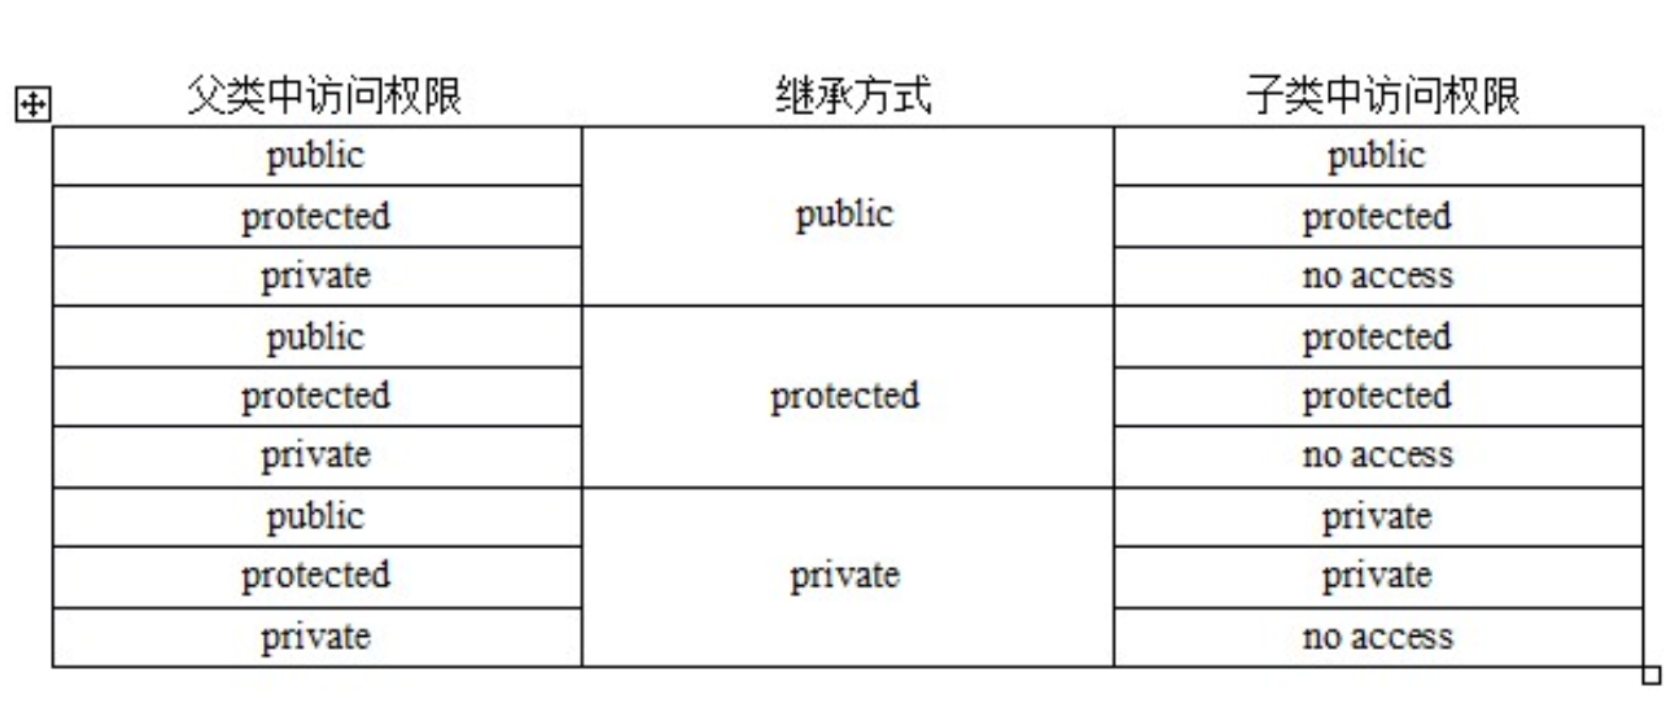 父类中访问权限 继承方式 子类中访问权限
public public
protected public protected
private no access
public protected
protected protected protected
private no access
public private
protected private private
private no access